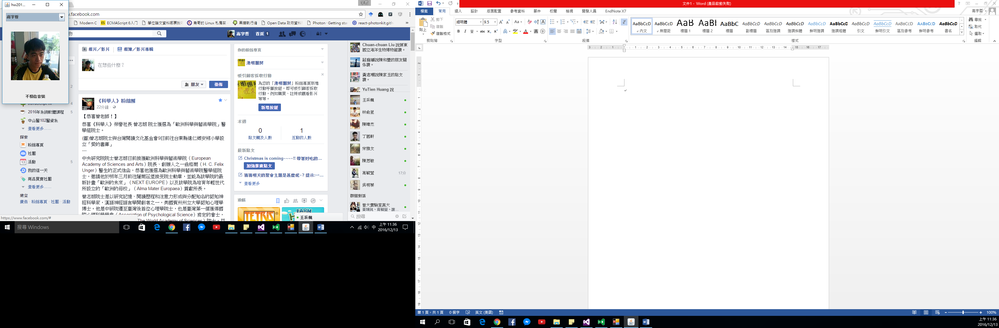 hw201...
高宇哲
不相信音樂
宇哲
v.facebook.com
Modern C
ES ECMAScript 6入门
學位論文資料哪裏找
鳥哥的 Linux 私房菜
黑體執行緒
Open Data 政府資料
Photon · Getting star
react-photonkit.gith
»
物
高宇哲
首頁 1
相片／影片
相簿／影片專輯
在想些什麼？
朋友
發佈
2
JavaScript.tw 4
2016年系統軟體課程 5
中山醫102醫資系
查看更多……
探索
粉絲專頁
社團
13 活動 5
我的這一天
商品買賣社團
查看更多……
建立
廣告 · 粉絲專頁 · 社團 · 活動
https://www.facebook.com/#
《科學人》粉絲團
22分鐘 ·
【恭喜曾老師！】
恭喜《科學人》榮譽社長 曾志朗 院士獲選為「歐洲科學與藝術學院」醫
學組院士。
(圖)曾志朗院士與台灣閱讀文化基金會9日前往台東縣達仁鄉安朔小學設
立「愛的書庫」
---
中央研究院院士曾志朗日前接獲歐洲科學與藝術學院（European
Academy of Sciences and Arts）院長、創辦人之一翁格爾（H. C. Felix
Unger）醫生的正式信函，恭喜他獲選為歐洲科學與藝術學院醫學組院
士，邀請他於明年三月前往薩爾茲堡接受院士勳章，並能為該學院的最
新計畫「歐洲的未來」（NEXT EUROPE）以及該學院為培育年輕世代
所設立的「歐洲的母校」（Alma Mater Europaea）貢獻所長。
曾志朗院士是以研究記憶、閱讀歷程和注意力形成與分配知名的認知神
經科學家，漢語神經語言學開創者之一，美國賓州州立大學認知心理學
博士。他是中研院遷至臺灣後首位心理學院士，也是臺灣第一個獲得國
際心理科學學會（Association of Psychological Science）肯定的會士，
The World Academy of Sciences）院士。目
你的粉絲專頁
港明團契
吸引顧客採取行動
為您的「港明團契」粉絲專頁新增
行動呼籲按鈕，即可吸引顧客採取
行動，例如購買、註冊或觀看影片
等等。
新增按鈕
本週
0
貼文觸及人數
1
互動的人數
最新貼文
Christmas is coming~~~~!! 帶著好吃的…
加強推廣貼文
猜猜明天的聚會主題是甚麼呢~? 提示:一…
查看更多
遊戲
TETRIS
FARM
王采楓
Chuan-chuan Liu 說屏東
國立海洋生物博物館讚。
莊庭碩說陳和豐的朋友關
係讚。
黃志明說陳家王的貼文
讚。
YuTien Huang 說
王采楓
林俞呈
陳暐杰
丁國軒
宋雅文
陳思敏
高毓萱 17分
吳明榮
群組對話
曾大實驗室真大
黃靖純、高毓萱、謝…
搜尋
搜尋 Windows
中
上午 11:36
2016/12/13
文件1 - Word (產品啟動失敗)
檔案 常用 插入 設計 版面配置 參考資料 郵件 校閱 檢視 開發人員 EndNote X7
高宇哲
貼上
剪下
複製
複製格式
剪貼簿
細明體 9.5
B I U abc x₂ x²
字型
段落
AaBbCcD AaBbCcD AaB AaBl AaBbC AaBbCcD AaBbCcD AaBbCcD AaBbCcD AaBbCcD AaBbCcD AaBbCcD AaBbCcD AaBbCcD AaBbCcD
內文 無間距 標題 1 標題 2 標題 副標題 區別強調 強調斜體 鮮明強調 強調粗體 引文 鮮明引文 區別參考 鮮明參考 書名
樣式
尋找
取代
選取
編輯
第 1 頁，共 1 頁 0 個字 英文 (美國)
100%
上午 11:36
2016/12/13